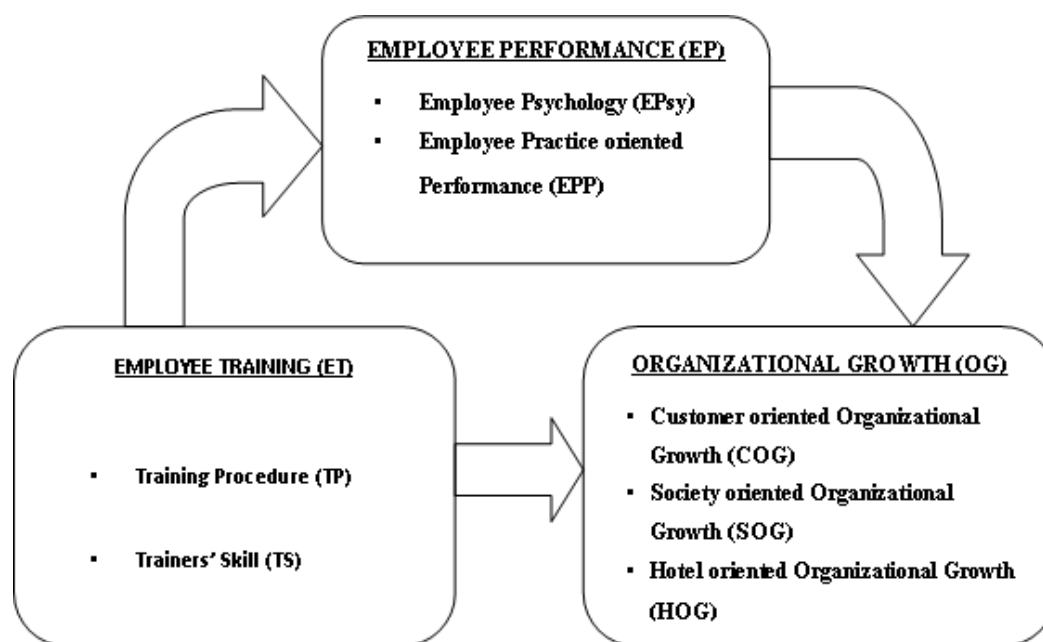 EMPLOYEE PERFORMANCE (EP)
▪ Employee Psychology (EPsy)
▪ Employee Practice oriented
Performance (EPP)
EMPLOYEE TRAINING (ET)
▪ Training Procedure (TP)
▪ Trainers' Skill (TS)
ORGANIZATIONAL GROWTH (OG)
▪ Customer oriented Organizational
Growth (COG)
▪ Society oriented Organizational
Growth (SOG)
▪ Hotel oriented Organizational Growth
(HOG)